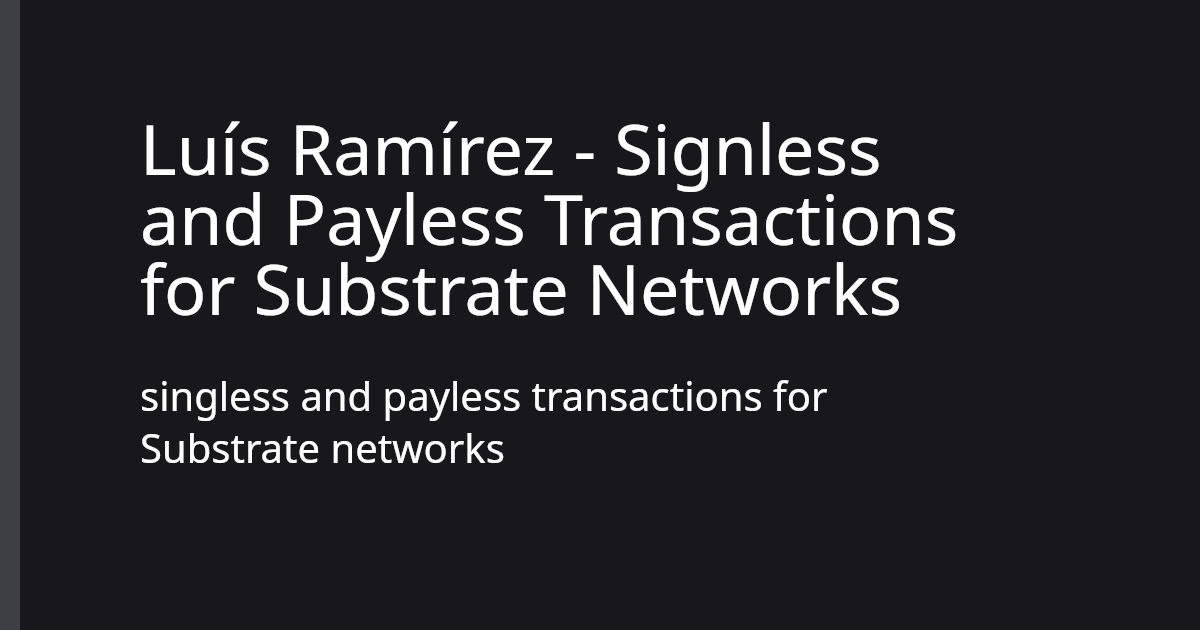 Luís Ramírez - Signless
and Payless Transactions
for Substrate Networks
singless and payless transactions for
Substrate networks